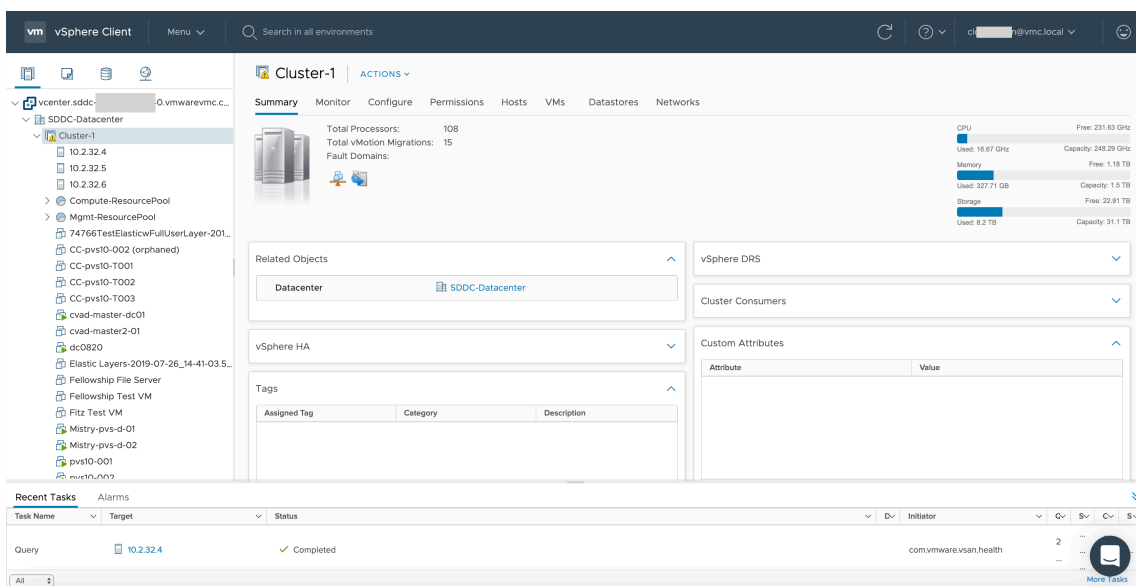 vm vSphere Client Menu Search in all environments n@vmc.local
vcenter.sddc- 0.vmwarevmc.c...
SDDC-Datacenter
Cluster-1
10.2.32.4
10.2.32.5
10.2.32.6
Compute-ResourcePool
Mgmt-ResourcePool
74766TestElasticwFullUserLayer-201...
CC-pvs10-002 (orphaned)
CC-pvs10-T001
CC-pvs10-T002
CC-pvs10-T003
cvad-master-dc01
cvad-master2-01
dc0820
Elastic Layers-2019-07-26_14-41-03.5...
Fellowship File Server
Fellowship Test VM
Fitz Test VM
Mistry-pvs-d-01
Mistry-pvs-d-02
pvs10-001
pvs10-002
Cluster-1 ACTIONS
Summary Monitor Configure Permissions Hosts VMs Datastores Networks
Total Processors: 108
Total vMotion Migrations: 15
Fault Domains:
CPU Free: 231.63 GHz
Used: 16.67 GHz Capacity: 248.29 GHz
Memory Free: 1.18 TB
Used: 327.71 GB Capacity: 1.5 TB
Storage Free: 22.91 TB
Used: 8.2 TB Capacity: 31.1 TB
Related Objects
Datacenter SDDC-Datacenter
vSphere HA
Tags
Assigned Tag Category Description
vSphere DRS
Cluster Consumers
Custom Attributes
Attribute Value
Recent Tasks Alarms
Task Name Target Status D Initiator Q S C S
Query 10.2.32.4 Completed com.vmware.vsan.health 2 ...
All More Tasks